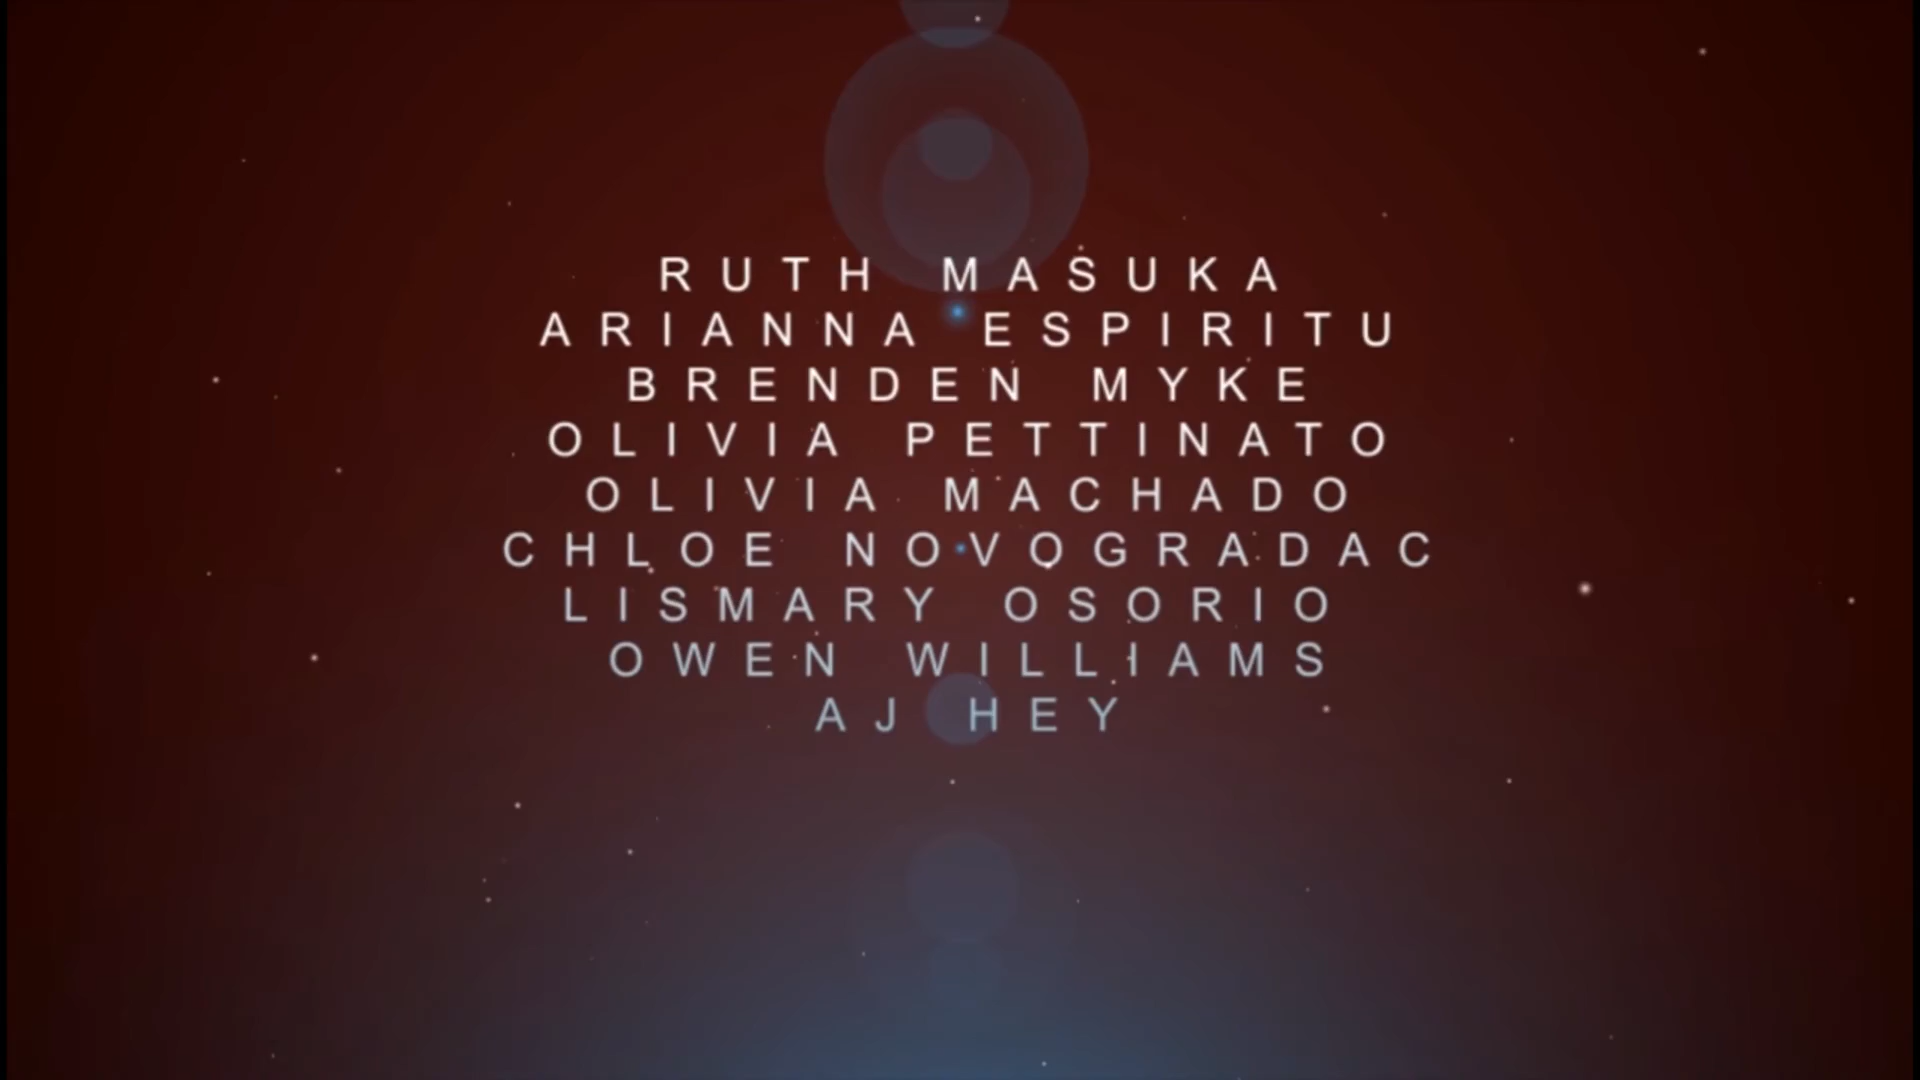 RUTH MASUKA
ARIANNA ESPIRITU
BRENDEN MYKE
OLIVIA PETTINATO
OLIVIA MACHADO
CHLOE NOVOGRADAC
LISMARY OSORIO
OWEN WILLIAMS
AJ HEY